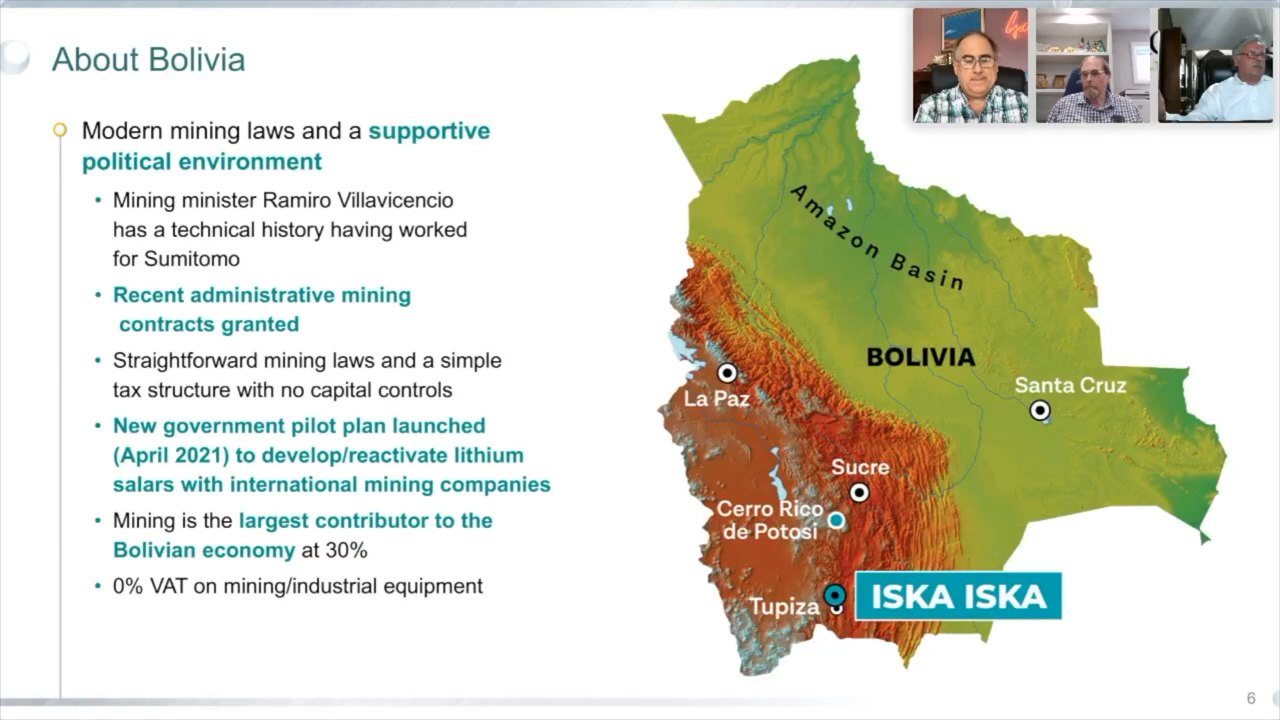 About Bolivia
Modern mining laws and a supportive
political environment
• Mining minister Ramiro Villavicencio
has a technical history having worked
for Sumitomo
• Recent administrative mining
contracts granted
• Straightforward mining laws and a simple
tax structure with no capital controls
• New government pilot plan launched
(April 2021) to develop/reactivate lithium
salars with international mining companies
• Mining is the largest contributor to the
Bolivian economy at 30%
• 0% VAT on mining/industrial equipment
Amazon Basin
BOLIVIA
La Paz
Santa Cruz
Sucre
Cerro Rico
de Potosi
Tupiza
ISKA ISKA
6